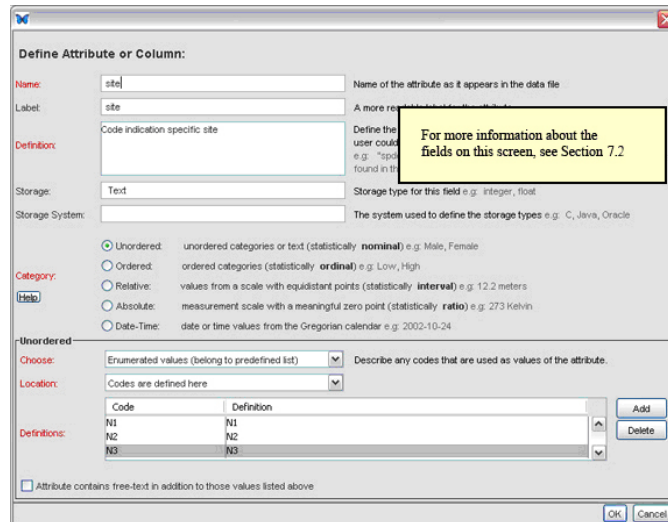 Define Attribute or Column:
Name: site Name of the attribute as it appears in the data file
Label: site A more
Code indication specific site Define the
Definition: user could
e.g: "spd
found in th
For more information about the
fields on this screen, see Section 7.2
Storage: Text Storage type for this field e.g: integer, float
Storage System: The system used to define the storage types e.g: C, Java, Oracle
Unordered: unordered categories or text (statistically nominal) e.g: Male, Female
Ordered: ordered categories (statistically ordinal) e.g: Low, High
Category: Relative: values from a scale with equidistant points (statistically interval) e.g: 12.2 meters
Help Absolute: measurement scale with a meaningful zero point (statistically ratio) e.g: 273 Kelvin
Date-Time: date or time values from the Gregorian calendar e.g: 2002-10-24
Unordered
Choose: Enumerated values (belong to predefined list) Describe any codes that are used as values of the attribute.
Location: Codes are defined here
Code Definition Add
N1 N1
Definitions: N2 N2 Delete
N3 N3
Attribute contains free-text in addition to those values listed above
OK Cancel